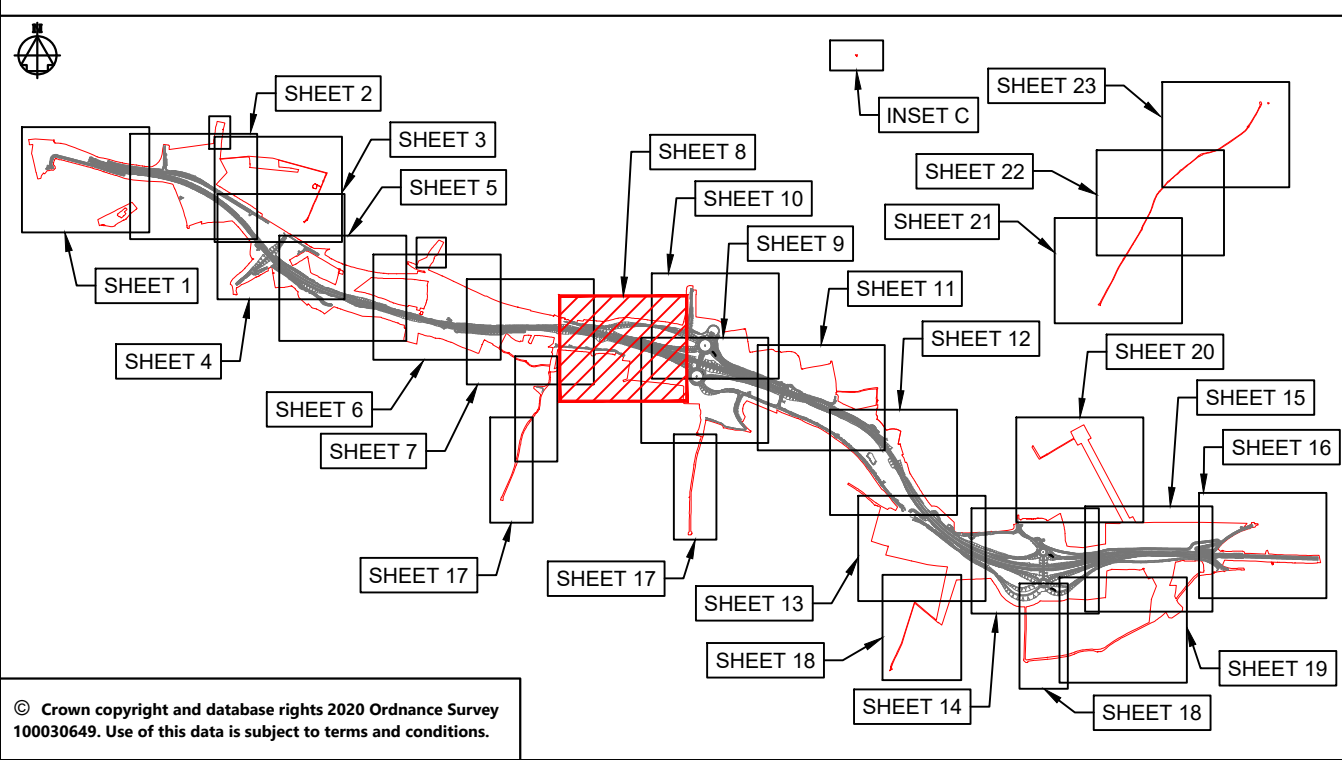 N
SHEET 2
SHEET 3
SHEET 5
SHEET 1
SHEET 4
SHEET 6
SHEET 7
SHEET 8
SHEET 10
SHEET 9
SHEET 11
SHEET 12
INSET C
SHEET 23
SHEET 22
SHEET 21
SHEET 20
SHEET 15
SHEET 16
SHEET 17
SHEET 17
SHEET 13
SHEET 18
SHEET 14
SHEET 19
SHEET 18
© Crown copyright and database rights 2020 Ordnance Survey
100030649. Use of this data is subject to terms and conditions.